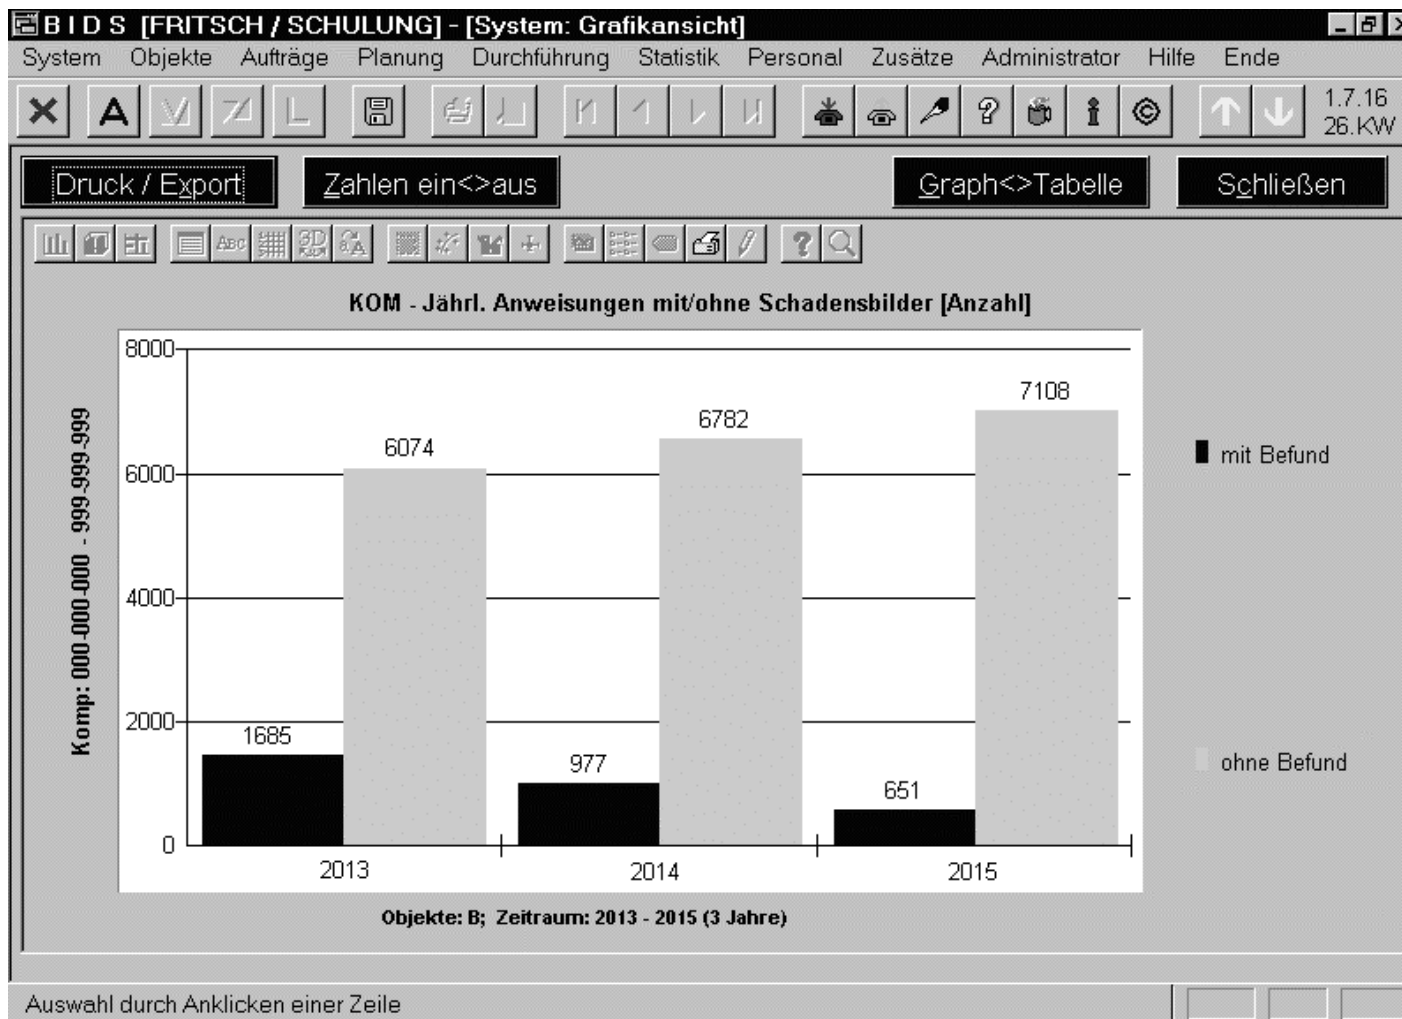 B I D S [FRITSCH / SCHULUNG] - [System: Grafikansicht]
System Objekte Aufträge Planung Durchführung Statistik Personal Zusätze Administrator Hilfe Ende
1.7.16
26.KW
Druck / Export Zahlen ein<>aus Graph<>Tabelle Schließen
ABC 3D
KOM - Jährl. Anweisungen mit/ohne Schadensbilder [Anzahl]
Komp: 000-000-000 - 999-999-999
8000
6000
4000
2000
0
1685
6074
977
6782
651
7108
2013 2014 2015
mit Befund
ohne Befund
Objekte: B; Zeitraum: 2013 - 2015 (3 Jahre)
Auswahl durch Anklicken einer Zeile